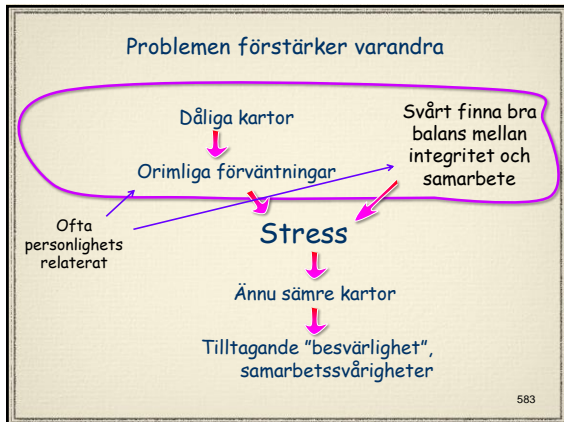 Problemen förstärker varandra
Dåliga kartor
Orimliga förväntningar
Svårt finna bra
balans mellan
integritet och
samarbete
Ofta
personlighets
relaterat
Stress
Ännu sämre kartor
Tilltagande ”besvärlighet”,
samarbetssvårigheter
583